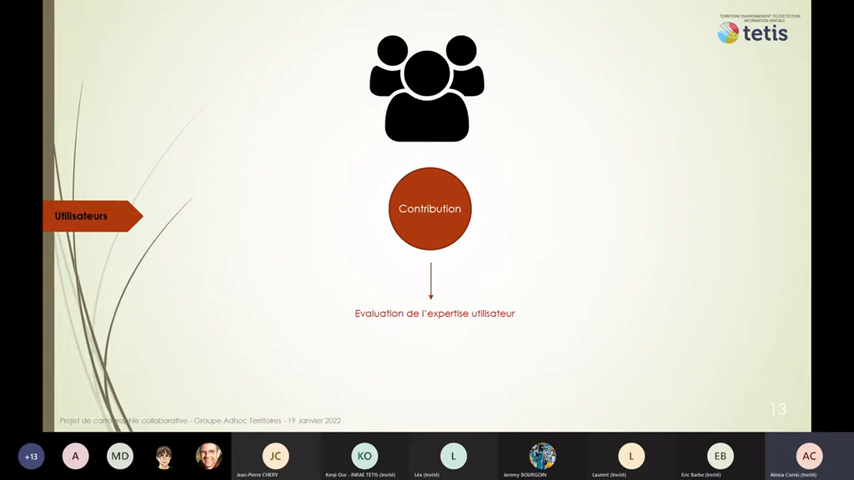 TERRITOIRE ENVIRONNEMENT TÉLÉDÉTECTION
INFORMATION SPATIALE
tetis
Contribution
Utilisateurs
Evaluation de l'expertise utilisateur
13
Projet de cartographie collaborative - Groupe Adhoc Territoires - 19 Janvier 2022
+13
A
MD
JC
KO
L
L
EB
AC
Jean-Pierre CHERY
Kenji Ose - INRAE TETIS (Invité)
Léa (Invité)
Jeremy BOURGOIN
Laurent (Invité)
Eric Barbe (Invité)
Alexia Cornic (Invité)